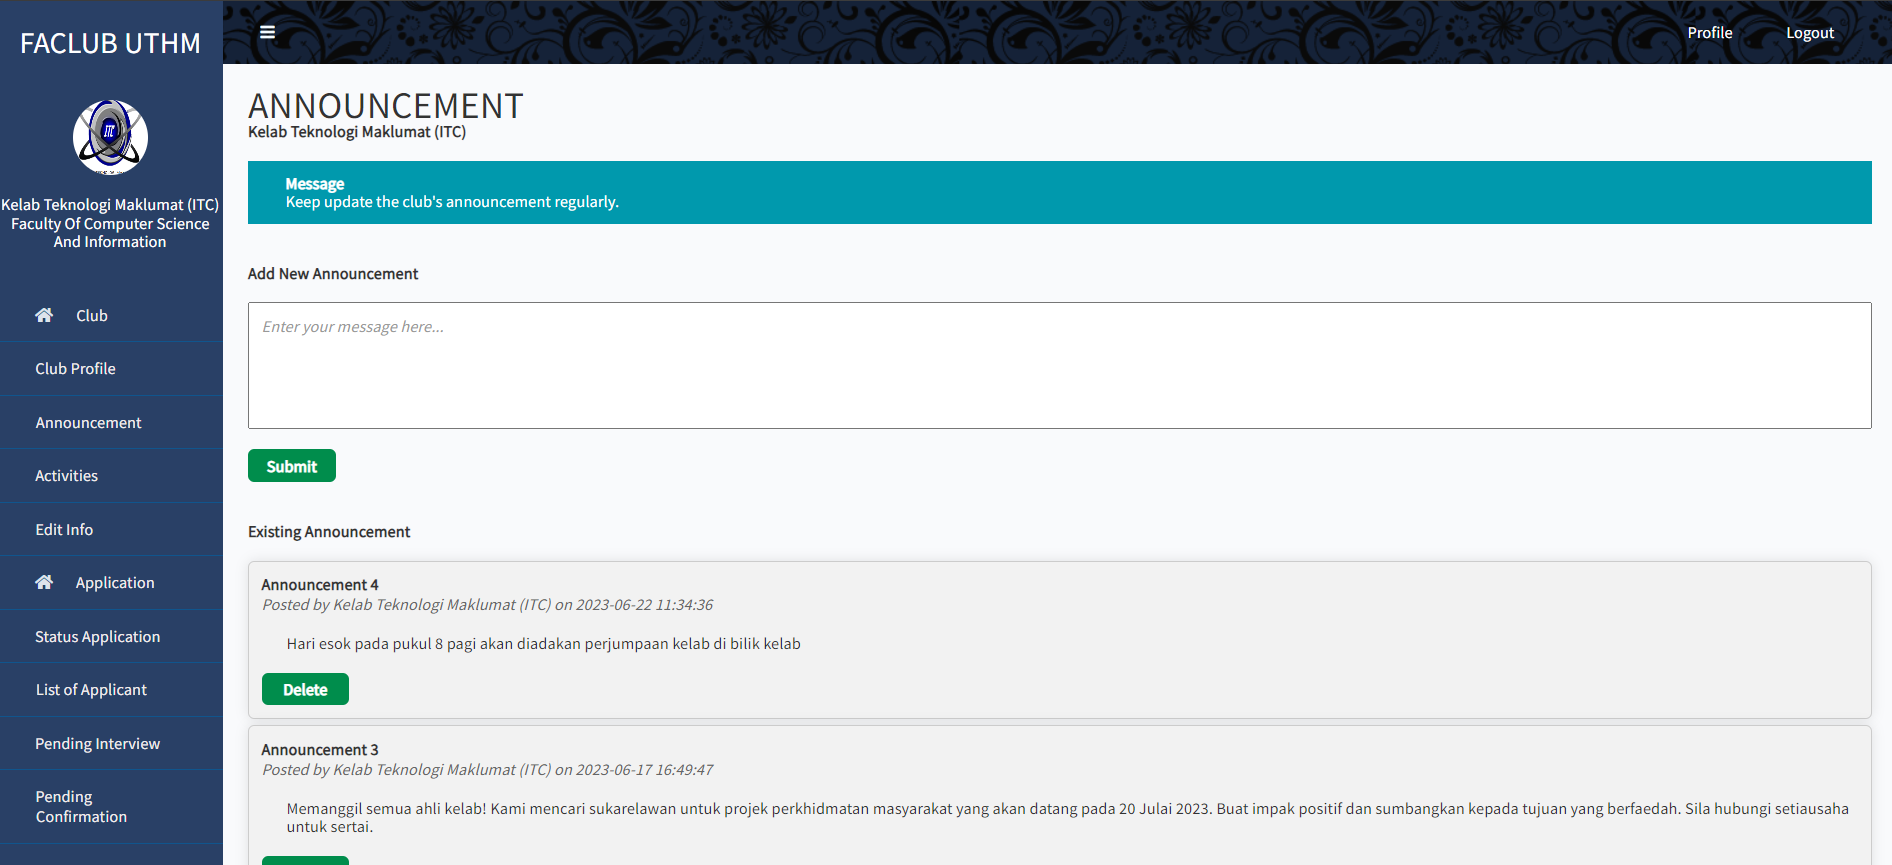 FACLUB UTHM
Profile
Logout
ITC
Kelab Teknologi Maklumat (ITC)
Faculty Of Computer Science
And Information
Club
Club Profile
Announcement
Activities
Edit Info
Application
Status Application
List of Applicant
Pending Interview
Pending
Confirmation
ANNOUNCEMENT
Kelab Teknologi Maklumat (ITC)
Message
Keep update the club's announcement regularly.
Add New Announcement
Enter your message here...
Submit
Existing Announcement
Announcement 4
Posted by Kelab Teknologi Maklumat (ITC) on 2023-06-22 11:34:36
Hari esok pada pukul 8 pagi akan diadakan perjumpaan kelab di bilik kelab
Delete
Announcement 3
Posted by Kelab Teknologi Maklumat (ITC) on 2023-06-17 16:49:47
Memanggil semua ahli kelab! Kami mencari sukarelawan untuk projek perkhidmatan masyarakat yang akan datang pada 20 Julai 2023. Buat impak positif dan sumbangkan kepada tujuan yang berfaedah. Sila hubungi setiausaha
untuk sertai.